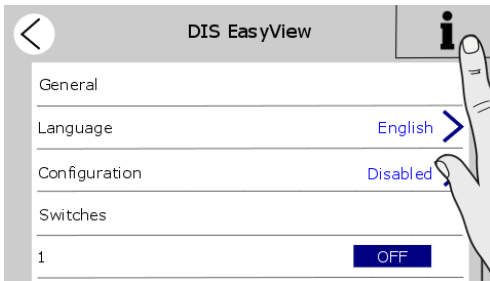 DIS EasyView
i
General
Language English
Configuration Disabled
Switches
1 OFF